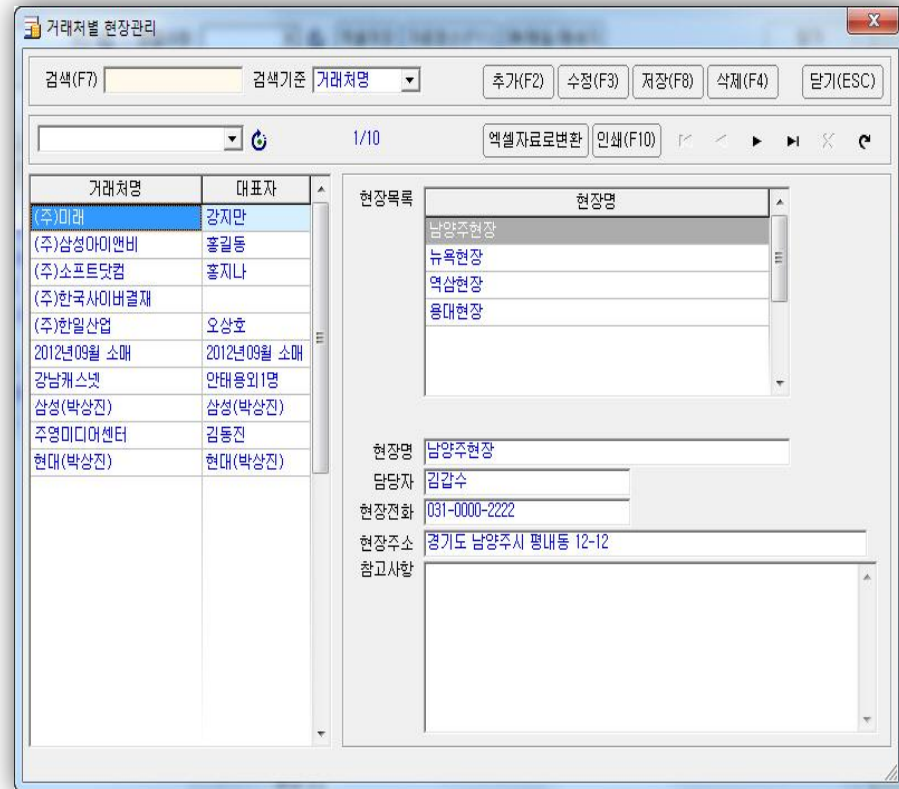 거래처별 현장관리
검색(F7) 검색기준 거래처명 추가(F2) 수정(F3) 저장(F8) 삭제(F4) 닫기(ESC)
1/10 엑셀자료로변환 인쇄(F10)
거래처명 대표자
(주)미래 강지만
(주)삼성아이앤비 홍길동
(주)소프트닷컴 홍지나
(주)한국사이버결재
(주)한일산업 오상호
2012년09월 소매 2012년09월 소매
강남캐스넷 안태용외1명
삼성(박상진) 삼성(박상진)
주영미디어센터 김동진
현대(박상진) 현대(박상진)
현장목록 현장명
남양주현장
뉴욕현장
역삼현장
용대현장
현장명 남양주현장
담당자 김갑수
현장전화 031-0000-2222
현장주소 경기도 남양주시 평내동 12-12
참고사항